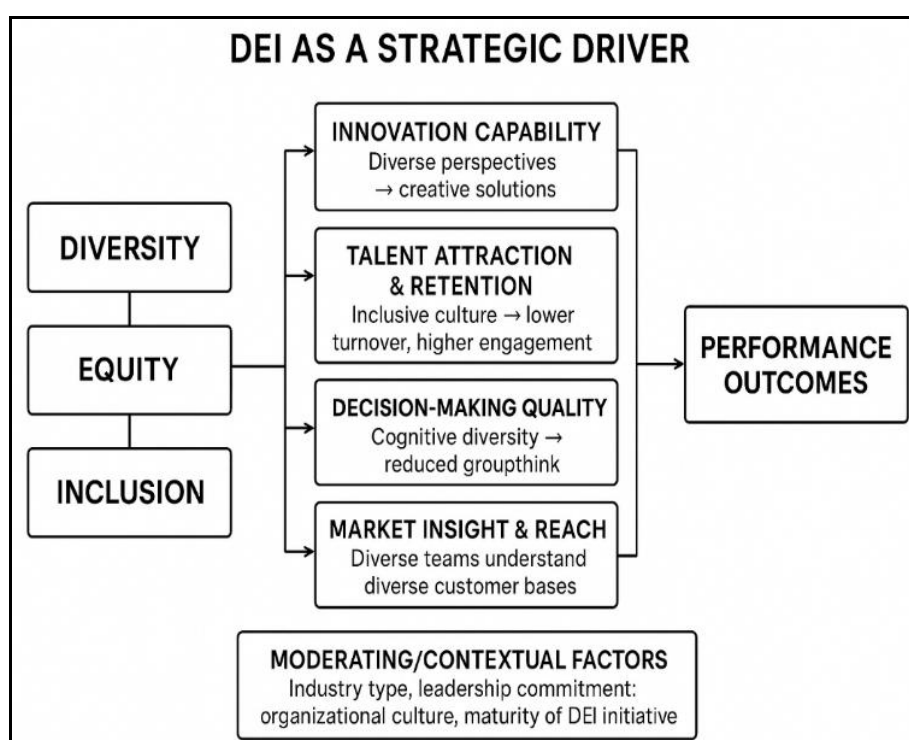 DEI AS A STRATEGIC DRIVER
DIVERSITY
EQUITY
INCLUSION
INNOVATION CAPABILITY
Diverse perspectives
→ creative solutions
TALENT ATTRACTION
& RETENTION
Inclusive culture → lower
turnover, higher engagement
DECISION-MAKING QUALITY
Cognitive diversity →
reduced groupthink
MARKET INSIGHT & REACH
Diverse teams understand
diverse customer bases
PERFORMANCE
OUTCOMES
MODERATING/CONTEXTUAL FACTORS
Industry type, leadership commitment:
organizational culture, maturity of DEI initiative